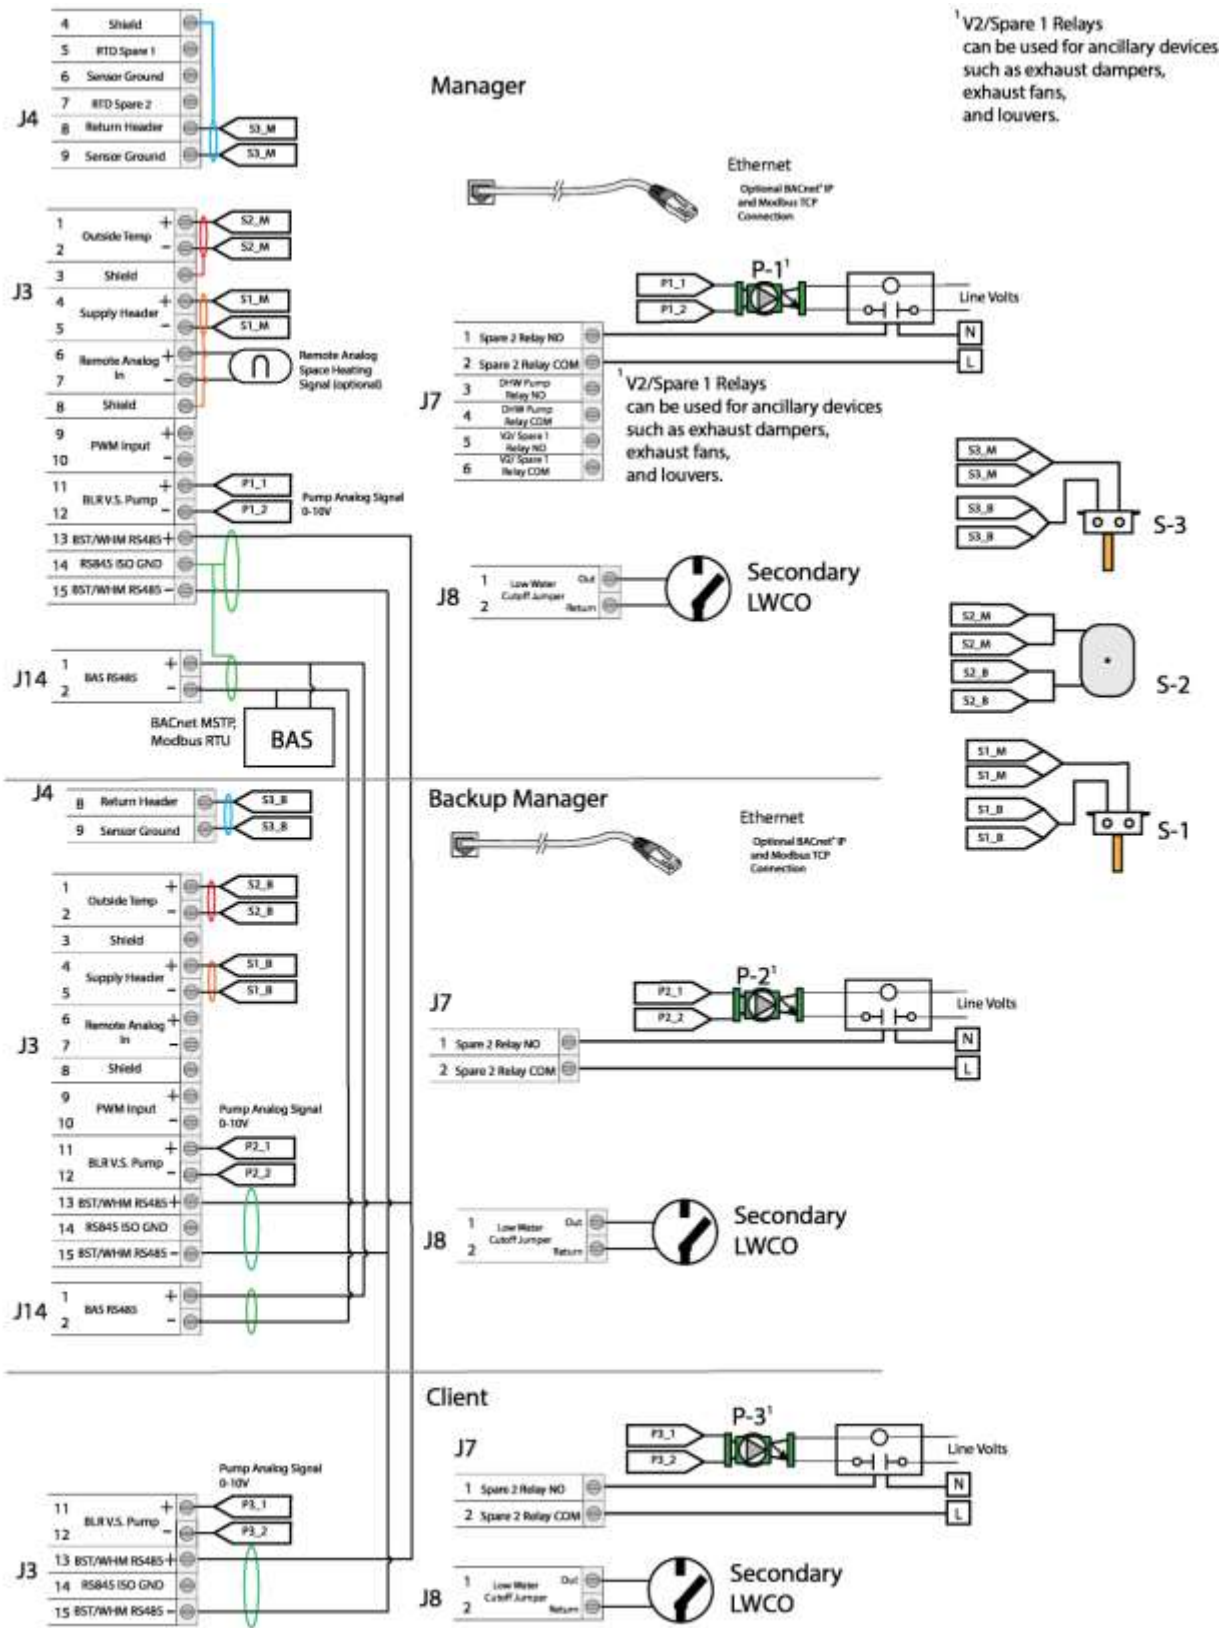 4 Shield
5 RTD Spare 1
6 Sensor Ground
7 RTD Spare 2
8 Return Header
9 Sensor Ground
J4
S3_M
S3_M
Manager
1 V2/Spare 1 Relays
can be used for ancillary devices
such as exhaust dampers,
exhaust fans,
and louvers.
Ethernet
Optional BACnet® IP
and Modbus TCP
Connection
J3
1 +
Outside Temp
2 -
3 Shield
4 +
Supply Header
5 -
6 +
Remote Analog
In
7 -
8 Shield
9 +
PWM Input
10 -
11 +
BLR V.S. Pump
12 -
13 BST/WHM RS485 +
14 RS845 ISO GND
15 BST/WHM RS485 -
S2_M
S2_M
S1_M
S1_M
Remote Analog
Space Heating
Signal (optional)
P1_1
P1_2
Pump Analog Signal
0-10V
J14
1 +
BAS RS485
2 -
BACnet MSTP,
Modbus RTU
BAS
P1_1
P1_2
P-1¹
Line Volts
N
L
J7
1 Spare 2 Relay NO
2 Spare 2 Relay COM
3 DHW Pump
Relay NO
4 DHW Pump
Relay COM
5 V2/ Spare 1
Relay NO
6 V2/ Spare 1
Relay COM
1 V2/Spare 1 Relays
can be used for ancillary devices
such as exhaust dampers,
exhaust fans,
and louvers.
J8
1 Out
Low Water
Cutoff Jumper
2 Return
Secondary
LWCO
S3_M
S3_M
S3_B
S3_B
S-3
S2_M
S2_M
S2_B
S2_B
S-2
S1_M
S1_M
S1_B
S1_B
S-1
J4
8 Return Header
9 Sensor Ground
S3_B
S3_B
Backup Manager
Ethernet
Optional BACnet® IP
and Modbus TCP
Connection
J3
1 +
Outside Temp
2 -
3 Shield
4 +
Supply Header
5 -
6 +
Remote Analog
In
7 -
8 Shield
9 +
PWM Input
10 -
11 +
BLR V.S. Pump
12 -
13 BST/WHM RS485 +
14 RS845 ISO GND
15 BST/WHM RS485 -
S2_B
S2_B
S1_B
S1_B
Pump Analog Signal
0-10V
P2_1
P2_2
J14
1 +
BAS RS485
2 -
P2_1
P2_2
P-2¹
Line Volts
N
L
J7
1 Spare 2 Relay NO
2 Spare 2 Relay COM
J8
1 Out
Low Water
Cutoff Jumper
2 Return
Secondary
LWCO
Client
P3_1
P3_2
P-3¹
Line Volts
N
L
J7
1 Spare 2 Relay NO
2 Spare 2 Relay COM
Pump Analog Signal
0-10V
P3_1
P3_2
J3
11 +
BLR V.S. Pump
12 -
13 BST/WHM RS485 +
14 RS845 ISO GND
15 BST/WHM RS485 -
J8
1 Out
Low Water
Cutoff Jumper
2 Return
Secondary
LWCO